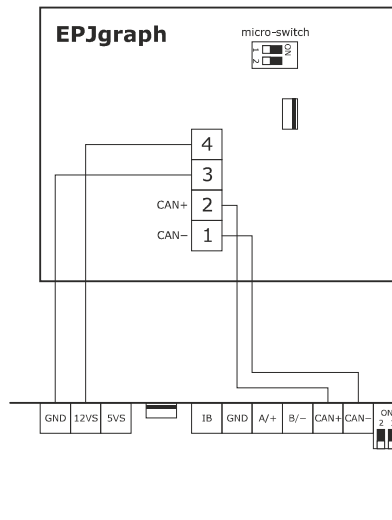 EPJgraph
micro-switch
1
2
ON
4
3
CAN+ 2
CAN− 1
GND 12VS 5VS IB GND A/+ B/− CAN+ CAN−
ON
2